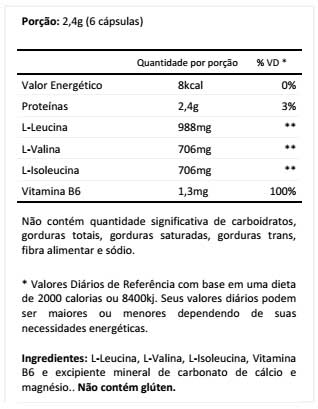 Porção: 2,4g (6 cápsulas)
Quantidade por porção % VD *
Valor Energético 8kcal 0%
Proteínas 2,4g 3%
L-Leucina 988mg **
L-Valina 706mg **
L-Isoleucina 706mg **
Vitamina B6 1,3mg 100%
Não contém quantidade significativa de carboidratos,
gorduras totais, gorduras saturadas, gorduras trans,
fibra alimentar e sódio.
* Valores Diários de Referência com base em uma dieta
de 2000 calorias ou 8400kj. Seus valores diários podem
ser maiores ou menores dependendo de suas
necessidades energéticas.
Ingredientes: L-Leucina, L-Valina, L-Isoleucina, Vitamina
B6 e excipiente mineral de carbonato de cálcio e
magnésio.. Não contém glúten.